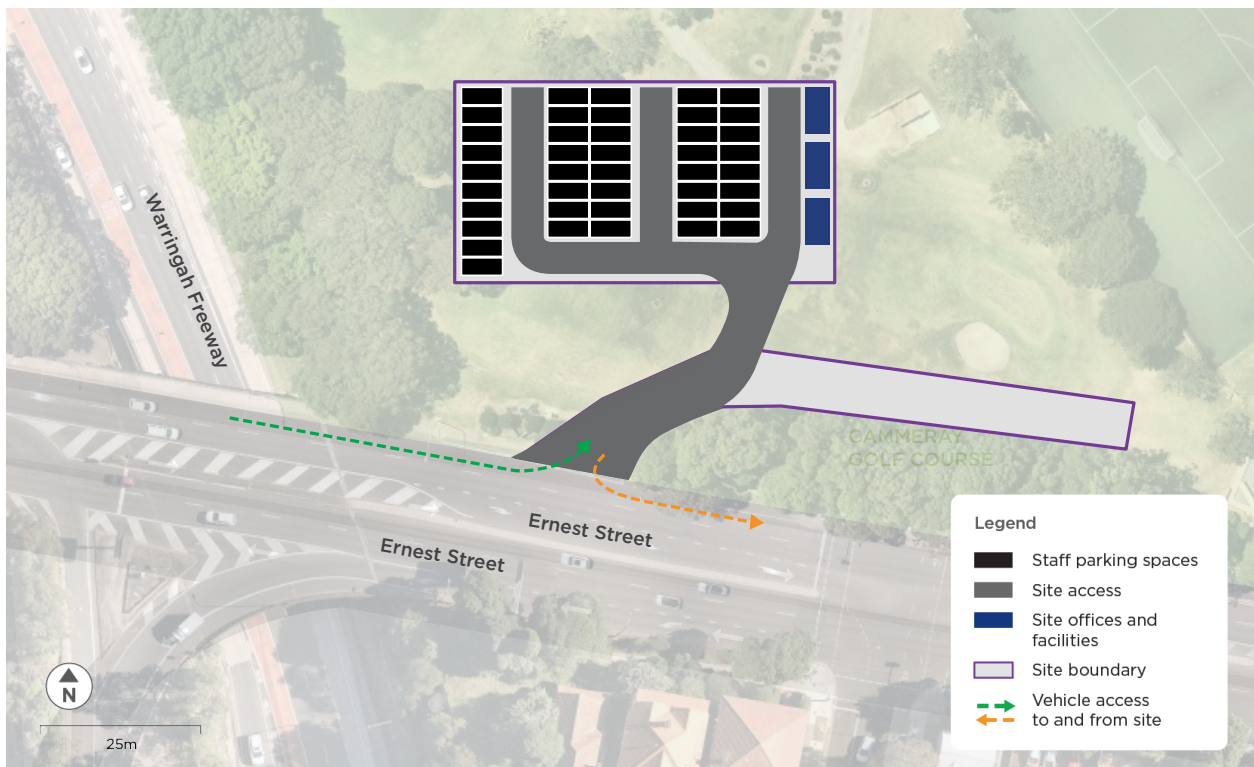 Warringah Freeway
CAMMERAY
GOLF COURSE
Ernest Street
Ernest Street
Legend
Staff parking spaces
Site access
Site offices and
facilities
Site boundary
Vehicle access
to and from site
N
25m